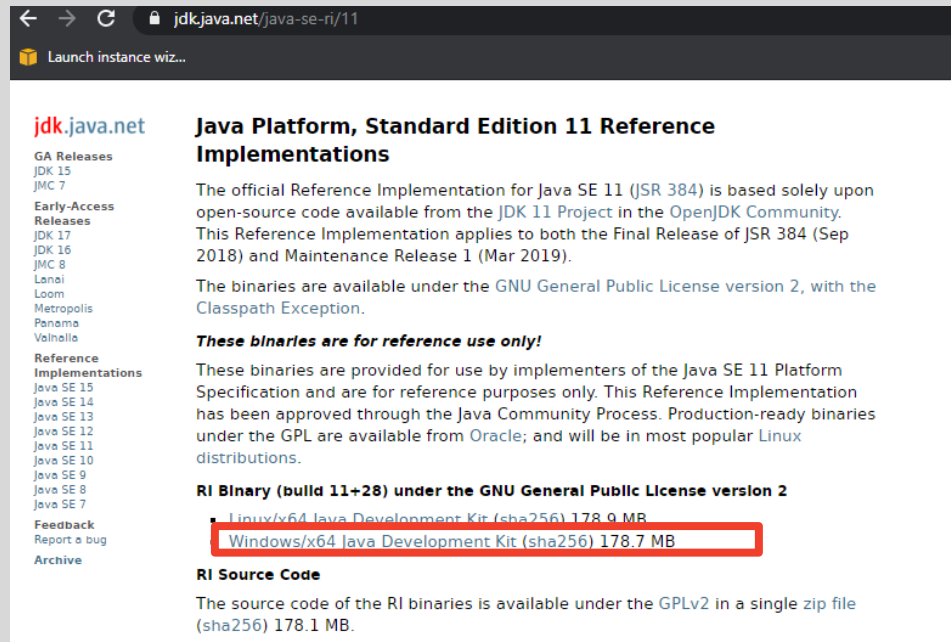 jdk.java.net/java-se-ri/11
Launch instance wiz...
jdk.java.net
GA Releases
JDK 15
JMC 7
Early-Access
Releases
JDK 17
JDK 16
JMC 8
Lanai
Loom
Metropolis
Panama
Valhalla
Reference
Implementations
Java SE 15
Java SE 14
Java SE 13
Java SE 12
Java SE 11
Java SE 10
Java SE 9
Java SE 8
Java SE 7
Feedback
Report a bug
Archive
Java Platform, Standard Edition 11 Reference
Implementations
The official Reference Implementation for Java SE 11 (JSR 384) is based solely upon
open-source code available from the JDK 11 Project in the OpenJDK Community.
This Reference Implementation applies to both the Final Release of JSR 384 (Sep
2018) and Maintenance Release 1 (Mar 2019).
The binaries are available under the GNU General Public License version 2, with the
Classpath Exception.
These binaries are for reference use only!
These binaries are provided for use by implementers of the Java SE 11 Platform
Specification and are for reference purposes only. This Reference Implementation
has been approved through the Java Community Process. Production-ready binaries
under the GPL are available from Oracle; and will be in most popular Linux
distributions.
RI Binary (build 11+28) under the GNU General Public License version 2
Linux/x64 Java Development Kit (sha256) 178.9 MB
Windows/x64 Java Development Kit (sha256) 178.7 MB
RI Source Code
The source code of the RI binaries is available under the GPLv2 in a single zip file
(sha256) 178.1 MB.